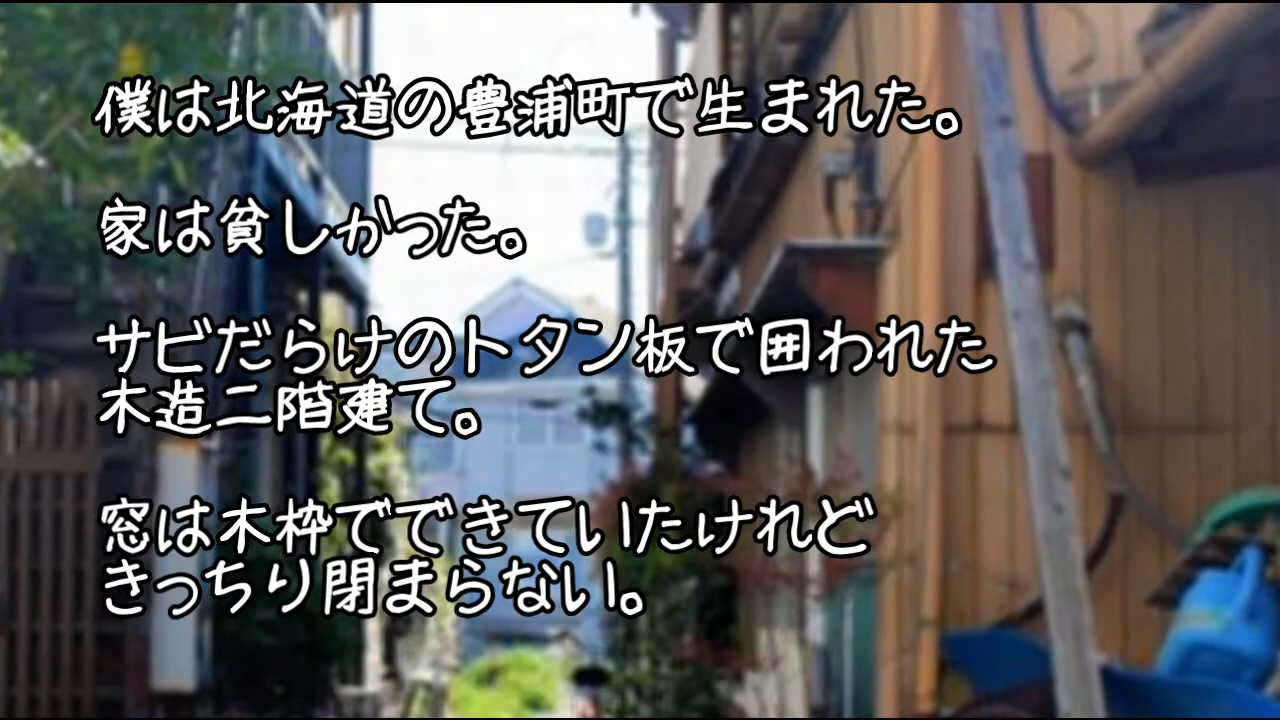 僕は北海道の豊浦町で生まれた。
家は貧しかった。
サビだらけのトタン板で囲われた
木造二階建て。
窓は木枠でできていたけれど
きっちり閉まらない。